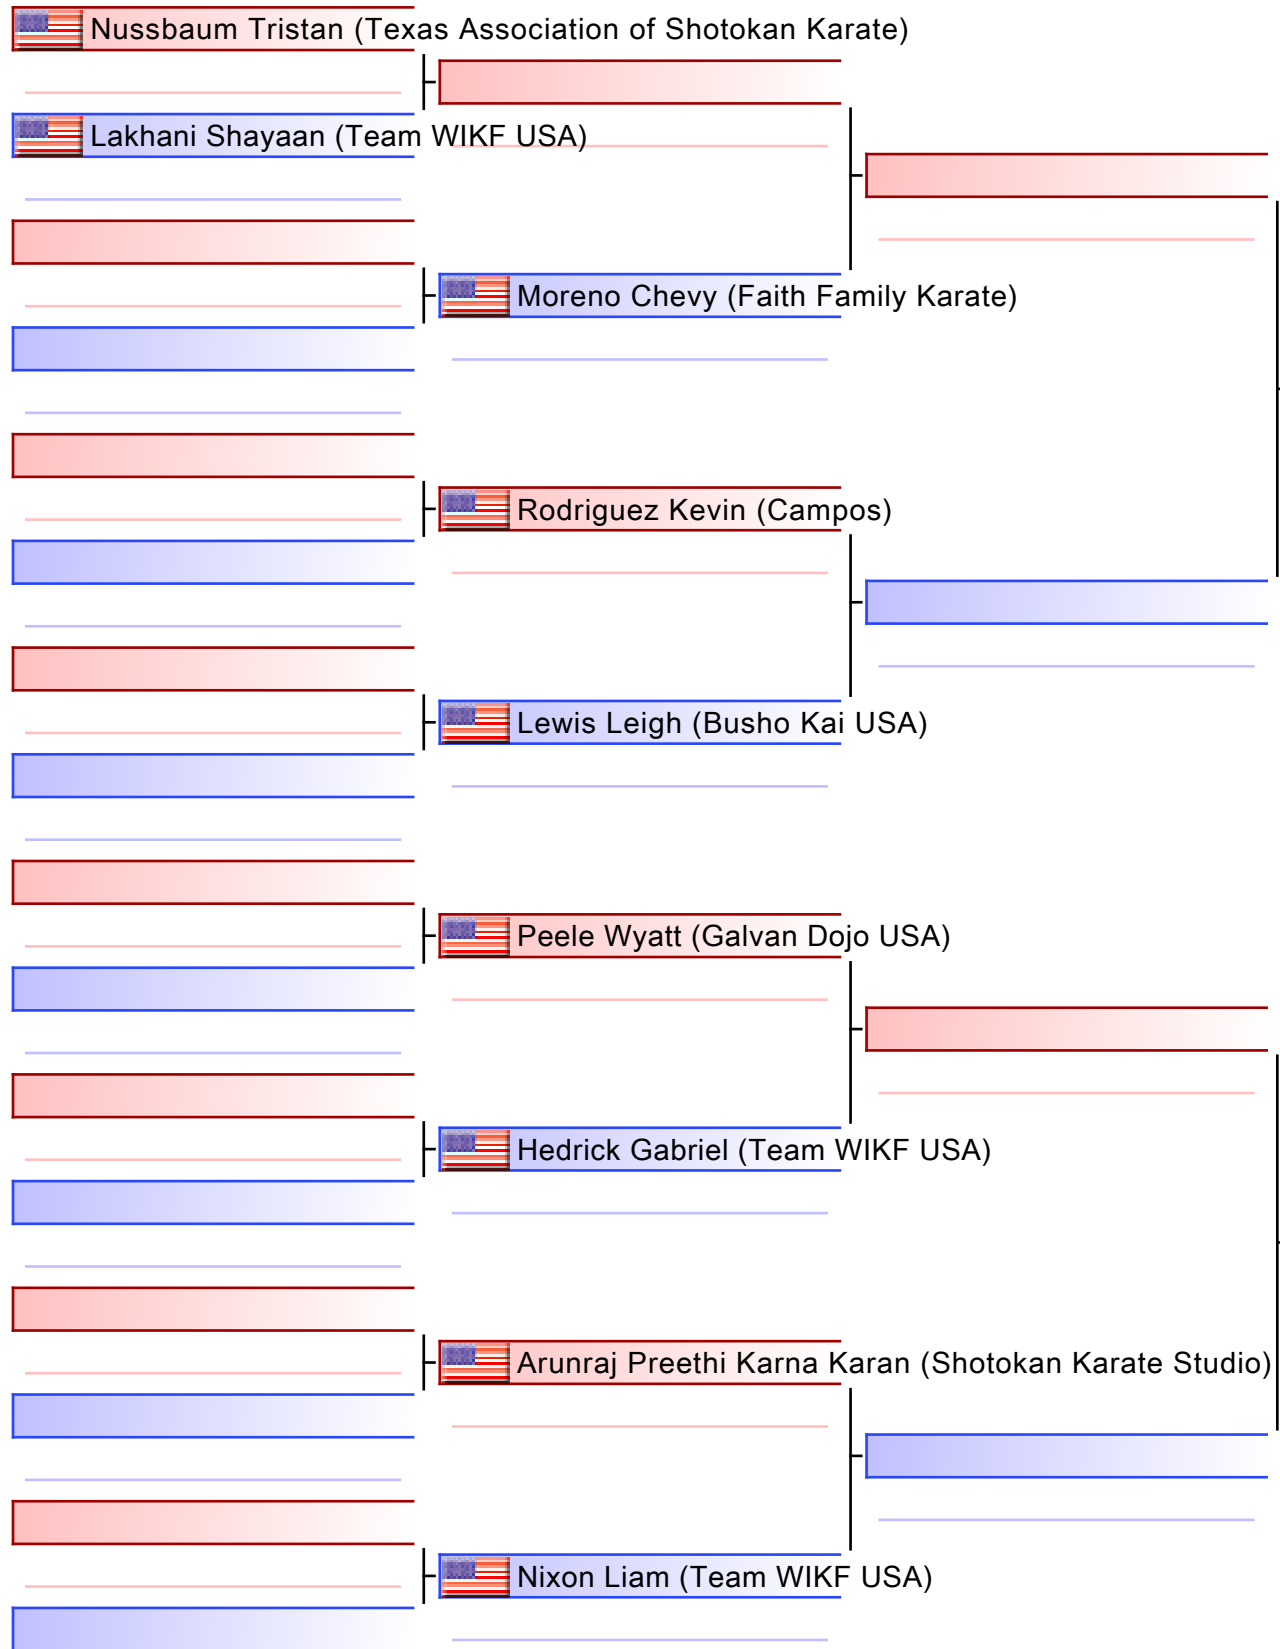 Nussbaum Tristan (Texas Association of Shotokan Karate)
Lakhani Shayaan (Team WIKF USA)
Moreno Chevy (Faith Family Karate)
Rodriguez Kevin (Campos)
Lewis Leigh (Busho Kai USA)
Peele Wyatt (Galvan Dojo USA)
Hedrick Gabriel (Team WIKF USA)
Arunraj Preethi Karna Karan (Shotokan Karate Studio)
Nixon Liam (Team WIKF USA)